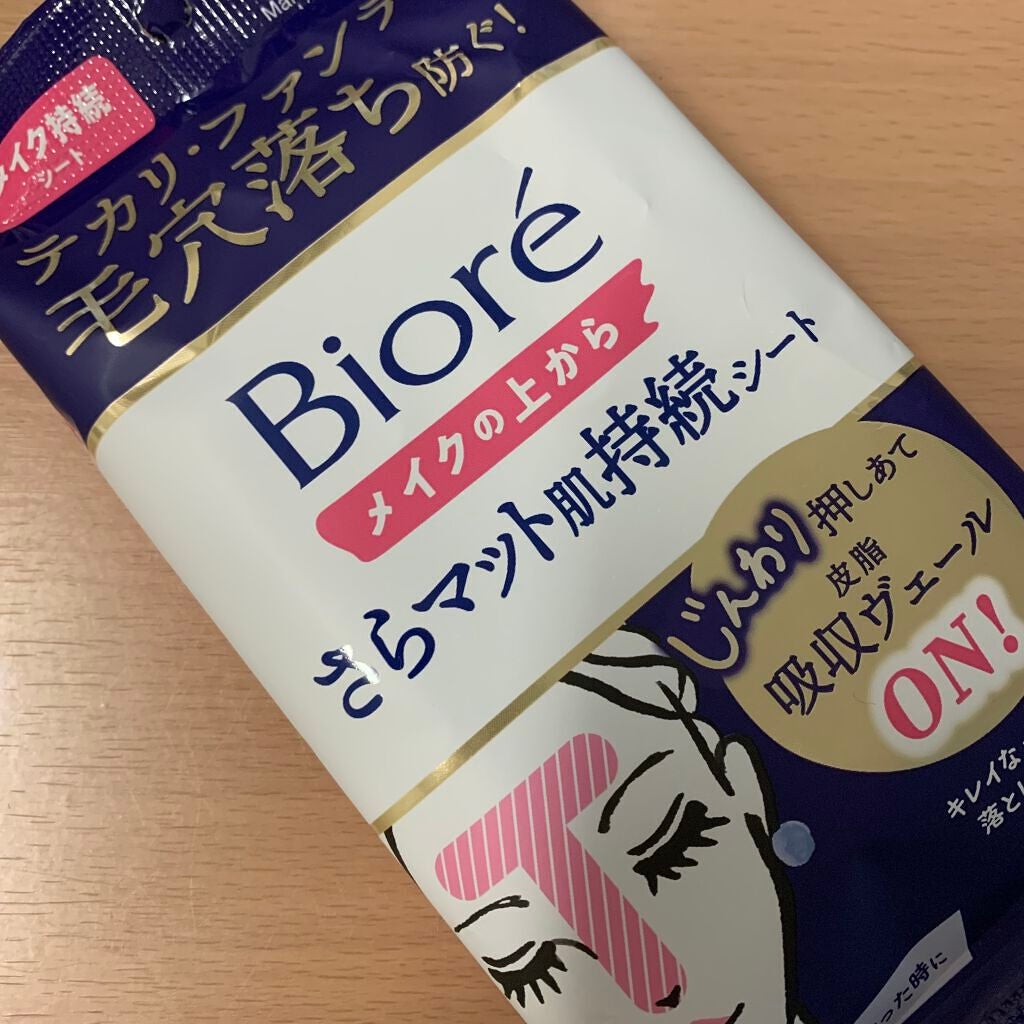 メイク持続
シート
テカリ・ファンデ
毛穴落ち防ぐ!
Bioré
メイクの上から
さらマット肌持続シート
じんわり押しあて
皮脂
吸収ヴェール
ON!
キレイな
落とし
った時に